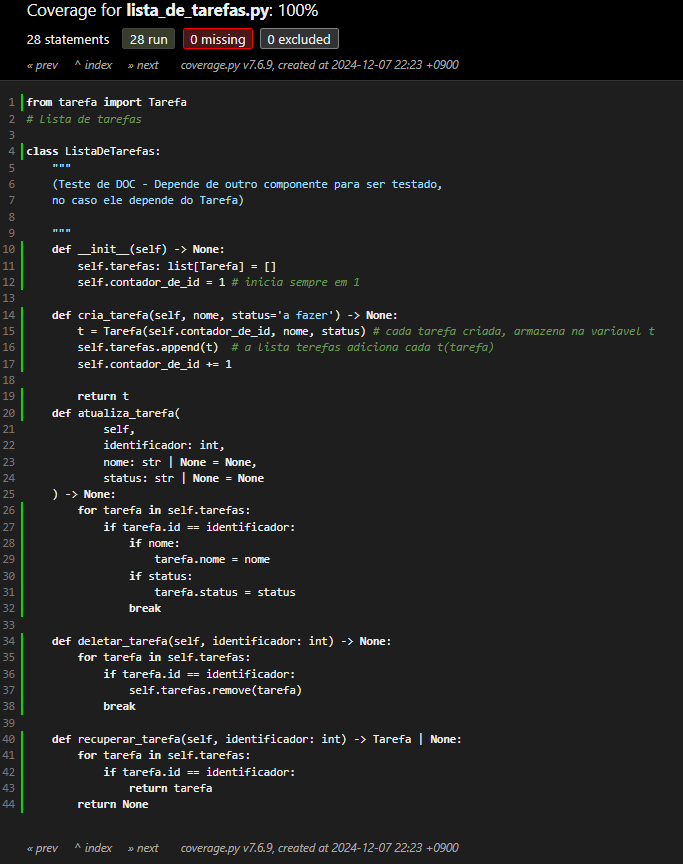 Coverage for lista_de_tarefas.py: 100%
28 statements 28 run 0 missing 0 excluded
« prev ^ index » next coverage.py v7.6.9, created at 2024-12-07 22:23 +0900
1 from tarefa import Tarefa
2 # Lista de tarefas
3
4 class ListaDeTarefas:
5 """
6 (Teste de DOC - Depende de outro componente para ser testado,
7 no caso ele depende do Tarefa)
8
9 """
10 def __init__(self) -> None:
11 self.tarefas: list[Tarefa] = []
12 self.contador_de_id = 1 # inicia sempre em 1
13
14 def cria_tarefa(self, nome, status='a fazer') -> None:
15 t = Tarefa(self.contador_de_id, nome, status) # cada tarefa criada, armazena na variavel t
16 self.tarefas.append(t) # a lista terefas adiciona cada t(tarefa)
17 self.contador_de_id += 1
18
19 return t
20 def atualiza_tarefa(
21 self,
22 identificador: int,
23 nome: str | None = None,
24 status: str | None = None
25 ) -> None:
26 for tarefa in self.tarefas:
27 if tarefa.id == identificador:
28 if nome:
29 tarefa.nome = nome
30 if status:
31 tarefa.status = status
32 break
33
34 def deletar_tarefa(self, identificador: int) -> None:
35 for tarefa in self.tarefas:
36 if tarefa.id == identificador:
37 self.tarefas.remove(tarefa)
38 break
39
40 def recuperar_tarefa(self, identificador: int) -> Tarefa | None:
41 for tarefa in self.tarefas:
42 if tarefa.id == identificador:
43 return tarefa
44 return None
« prev ^ index » next coverage.py v7.6.9, created at 2024-12-07 22:23 +0900